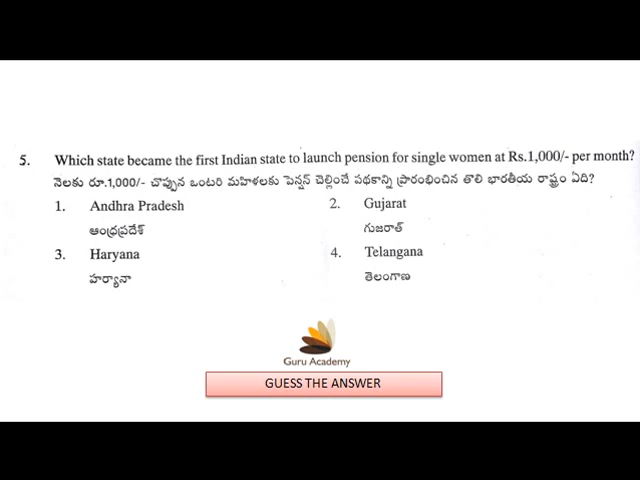 5. Which state became the first Indian state to launch pension for single women at Rs.1,000/- per month?
నెలకు రూ.1,000/- చొప్పున ఒంటరి మహిళలకు పెన్షన్ చెల్లించే పథకాన్ని ప్రారంభించిన తొలి భారతీయ రాష్ట్రం ఏది?
1. Andhra Pradesh 2. Gujarat
ఆంధ్రప్రదేశ్ గుజరాత్
3. Haryana 4. Telangana
హర్యానా తెలంగాణ
Guru Academy
GUESS THE ANSWER